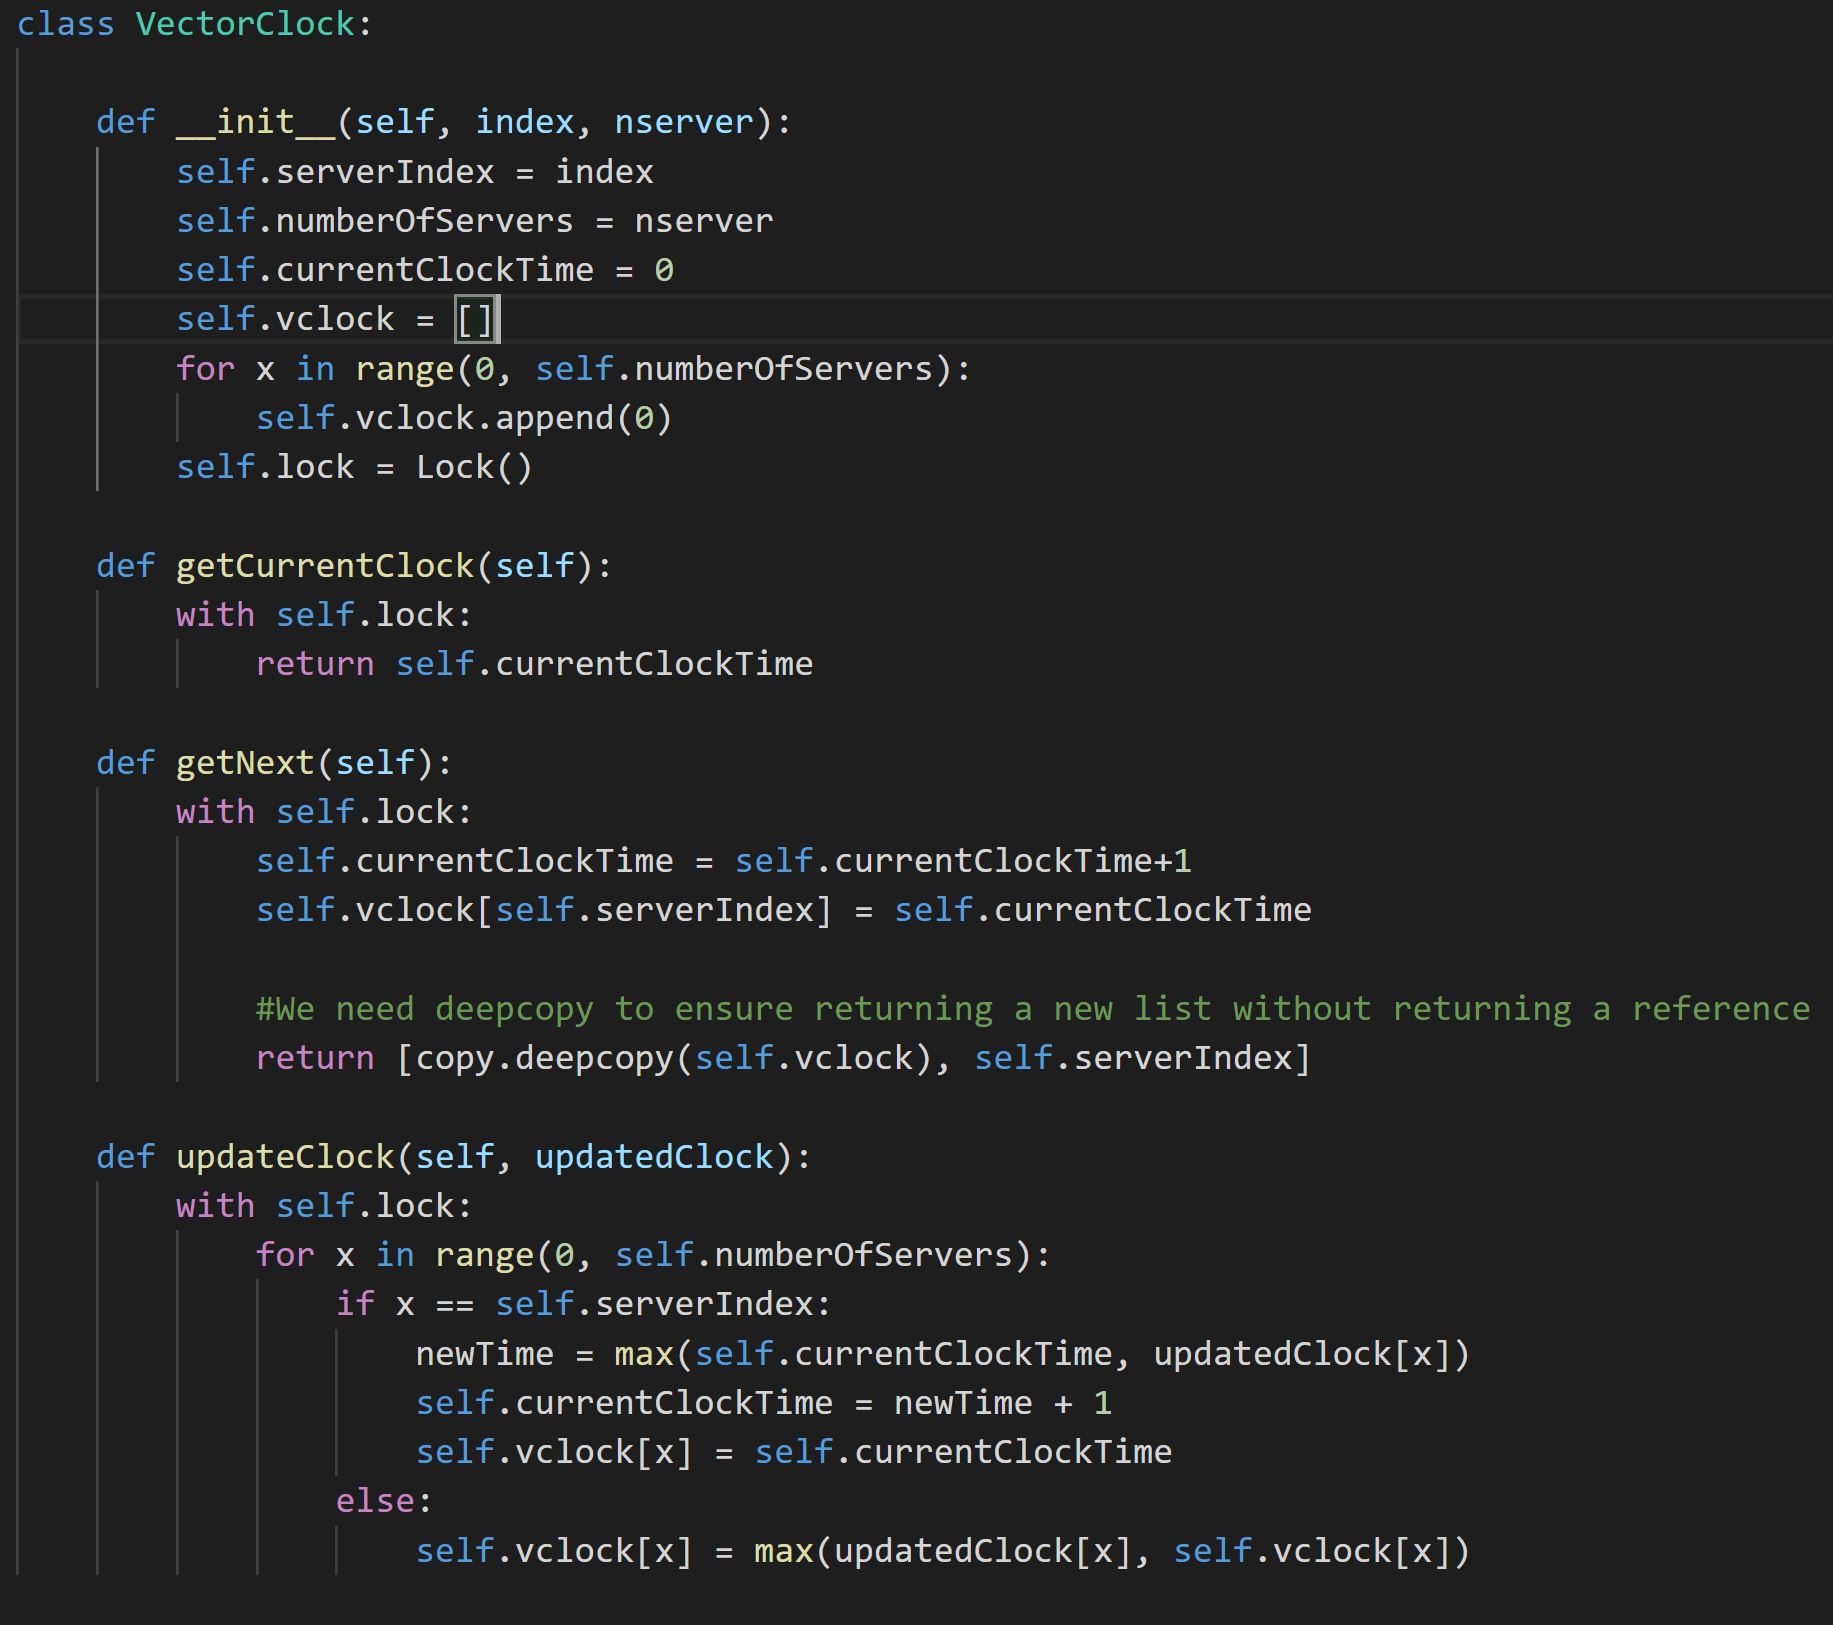 class VectorClock:
def __init__(self, index, nserver):
self.serverIndex = index
self.numberOfServers = nserver
self.currentClockTime = 0
self.vclock = []
for x in range(0, self.numberOfServers):
self.vclock.append(0)
self.lock = Lock()
def getCurrentClock(self):
with self.lock:
return self.currentClockTime
def getNext(self):
with self.lock:
self.currentClockTime = self.currentClockTime+1
self.vclock[self.serverIndex] = self.currentClockTime
#We need deepcopy to ensure returning a new list without returning a reference
return [copy.deepcopy(self.vclock), self.serverIndex]
def updateClock(self, updatedClock):
with self.lock:
for x in range(0, self.numberOfServers):
if x == self.serverIndex:
newTime = max(self.currentClockTime, updatedClock[x])
self.currentClockTime = newTime + 1
self.vclock[x] = self.currentClockTime
else:
self.vclock[x] = max(updatedClock[x], self.vclock[x])